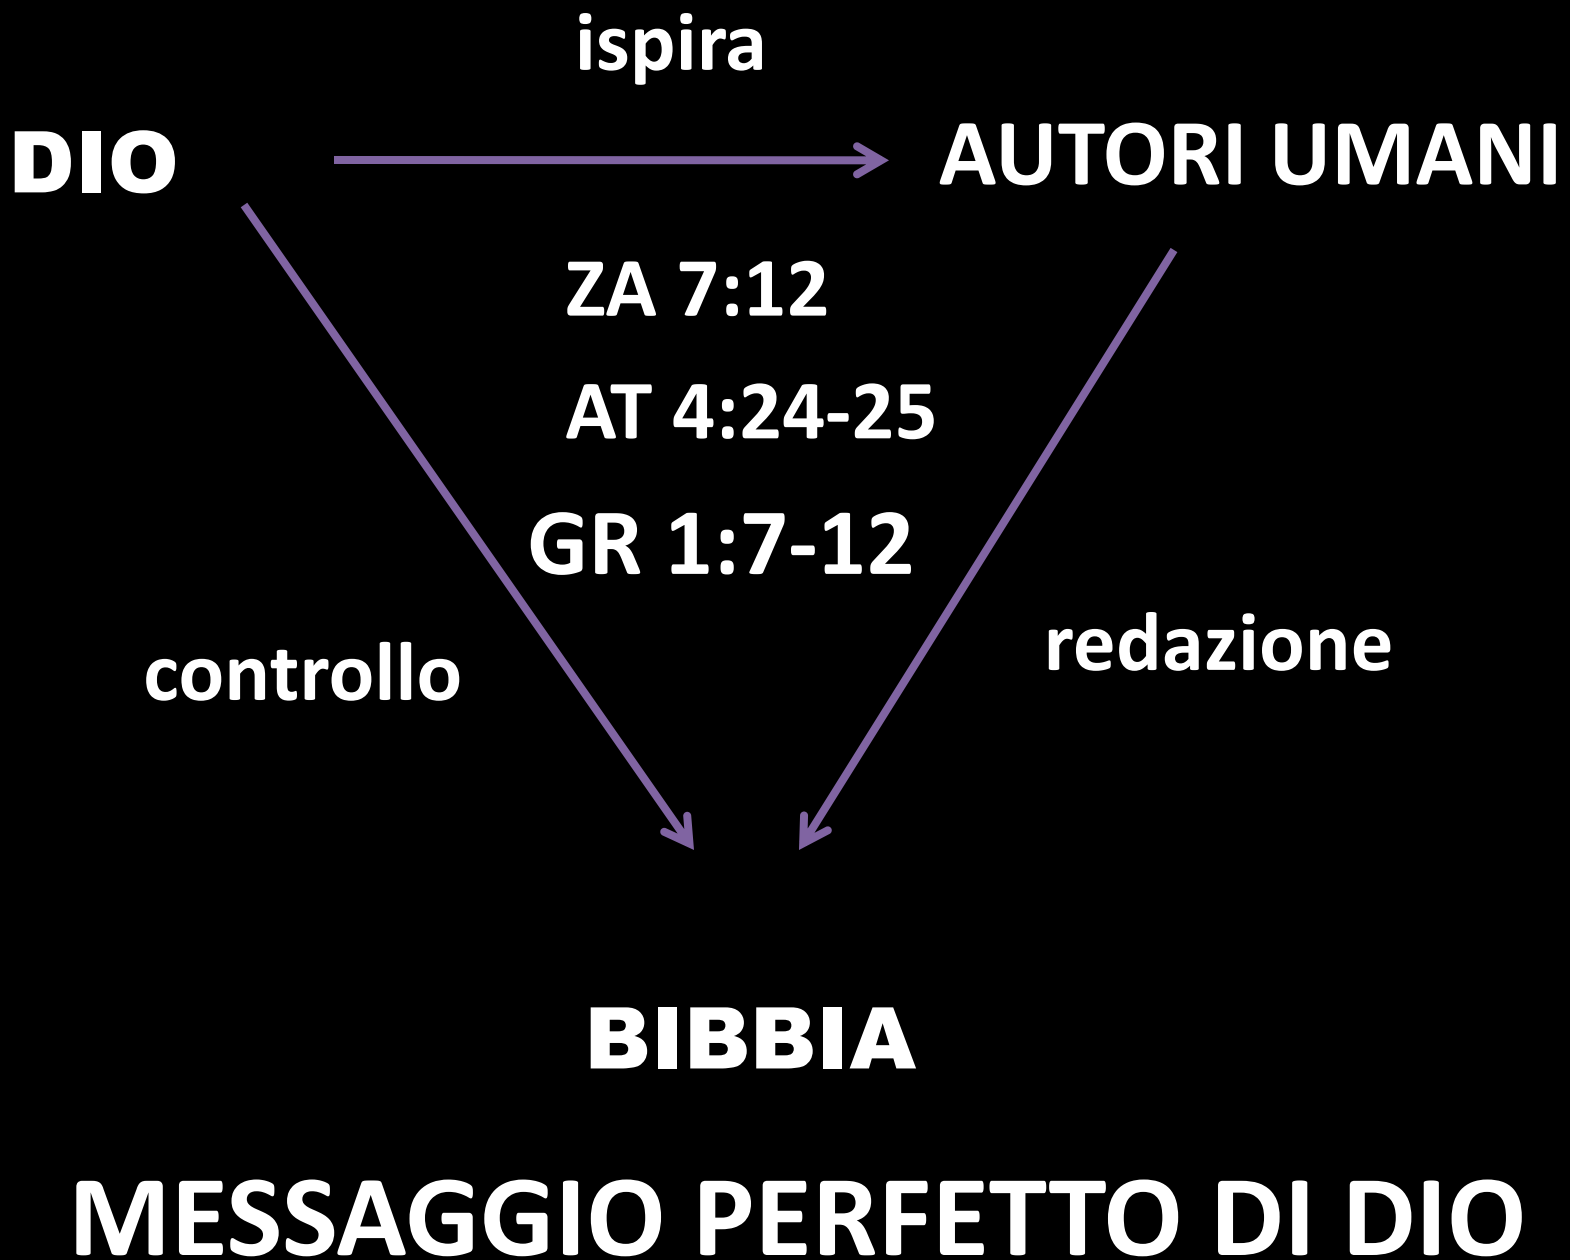 ispira
DIO
AUTORI UMANI
ZA 7:12
AT 4:24-25
GR 1:7-12
controllo
redazione
BIBBIA
MESSAGGIO PERFETTO DI DIO